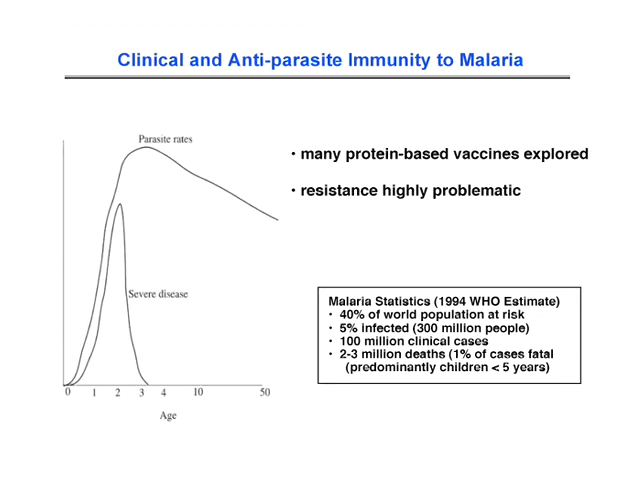 Clinical and Anti-parasite Immunity to Malaria
Parasite rates
Severe disease
0 1 2 3 4 10 50
Age
• many protein-based vaccines explored
• resistance highly problematic
Malaria Statistics (1994 WHO Estimate)
• 40% of world population at risk
• 5% infected (300 million people)
• 100 million clinical cases
• 2-3 million deaths (1% of cases fatal
(predominantly children < 5 years)